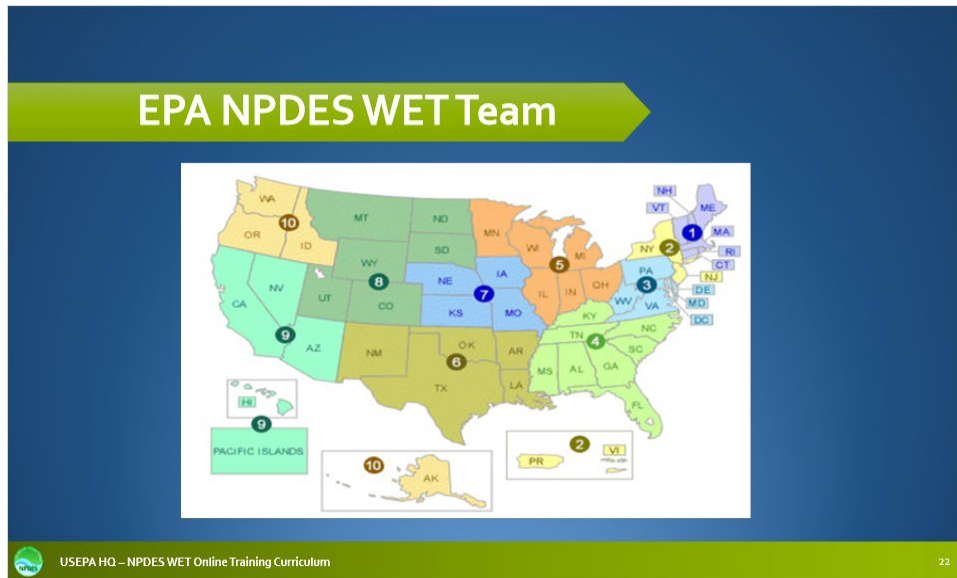 EPA NPDES WET Team
WA
OR
10
ID
MT
ND
SD
WY
8
UT
CO
NE
IA
7
KS
MO
MN
WI
MI
5
IL
IN
OH
NH
VT
ME
1
MA
RI
CT
NY
2
NJ
PA
3
DE
MD
DC
WV
VA
KY
TN
4
NC
SC
MS
AL
GA
FL
CA
NV
9
AZ
NM
OK
6
AR
TX
LA
HI
9
PACIFIC ISLANDS
10
AK
2
PR
VI
NPDES
USEPA HQ – NPDES WET Online Training Curriculum
22